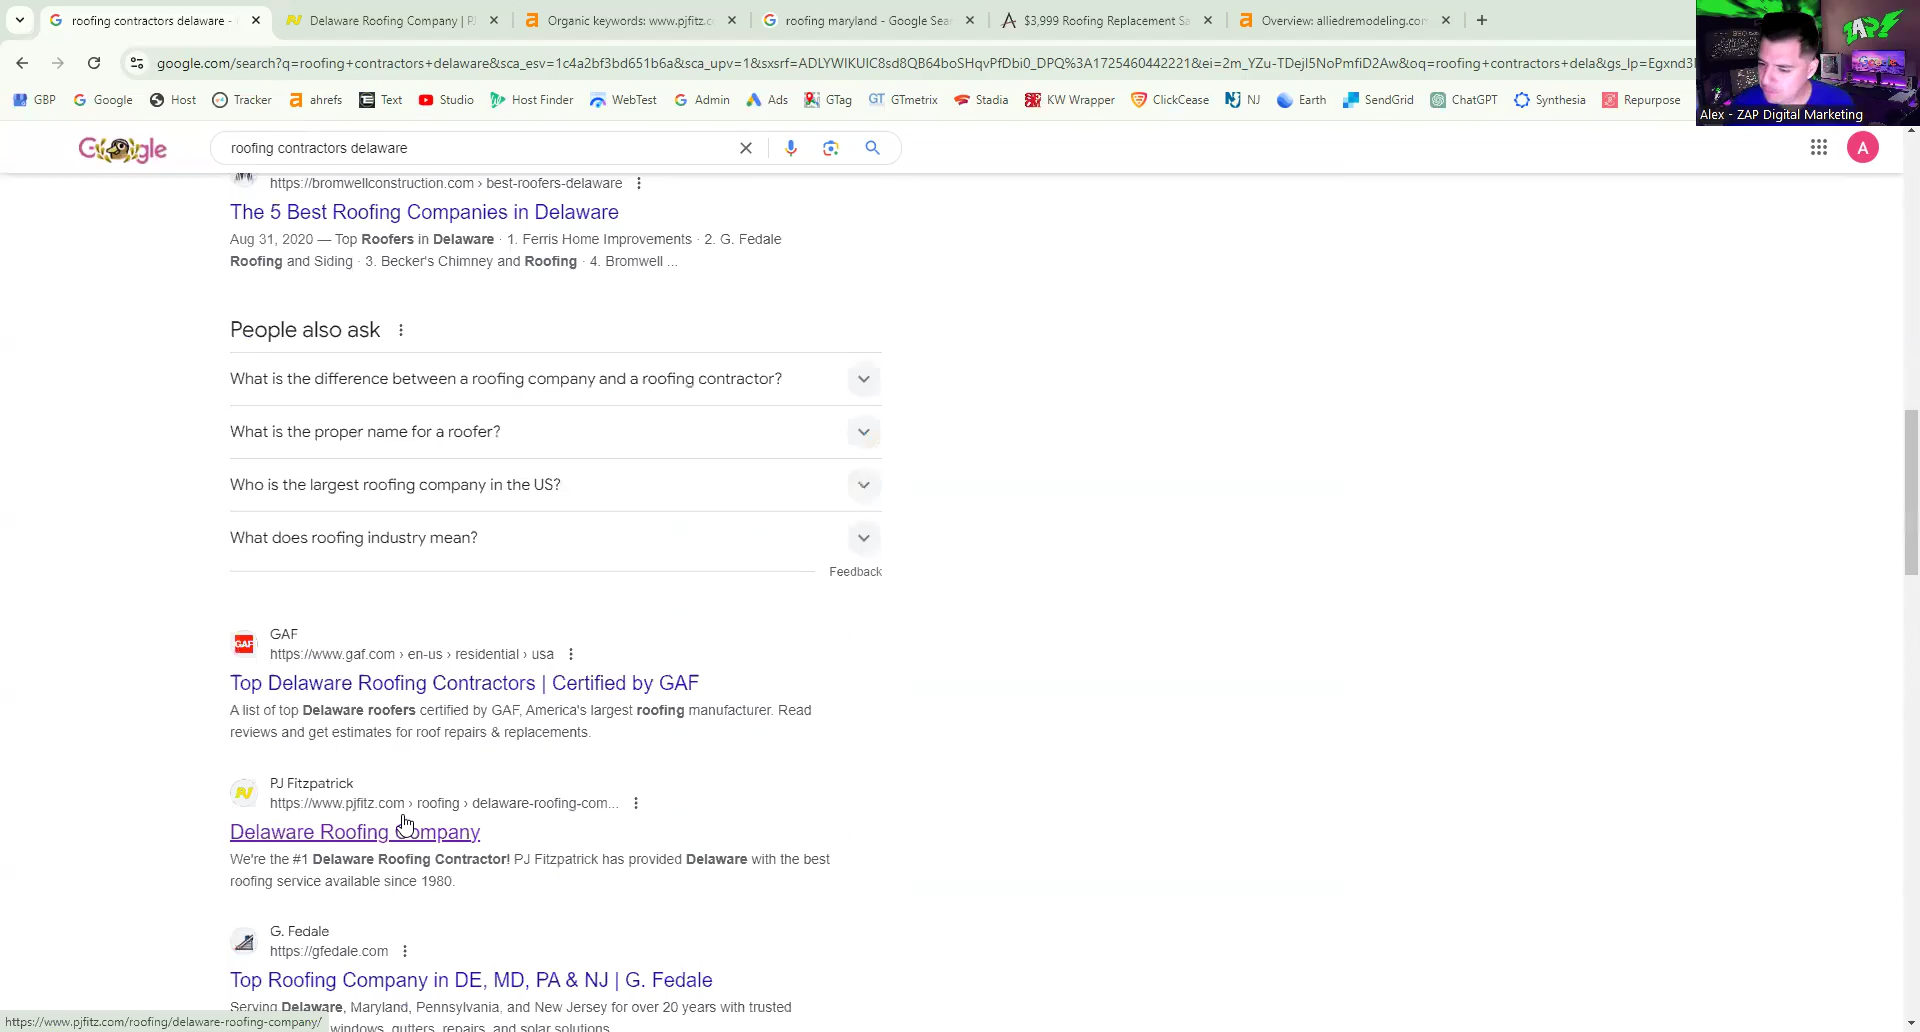 roofing contractors delaware -
Delaware Roofing Company | PJ
Organic keywords: www.pjfitz.c
roofing maryland - Google Sear
$3,999 Roofing Replacement Sa
Overview: alliedremodeling.com
google.com/search?q=roofing+contractors+delaware&sca_esv=1c4a2bf3bd651b6a&sca_upv=1&sxsrf=ADLYWIKUIC8sd8QB64boSHqvPfDbi0_DPQ%3A1725460442221&ei=2m_YZu-TDejI5NoPmfiD2Aw&oq=roofing+contractors+dela&gs_lp=Egxnd3
GBP
Google
Host
Tracker
ahrefs
Text
Studio
Host Finder
WebTest
Admin
Ads
GTag
GTmetrix
Stadia
KW Wrapper
ClickCease
NJ
Earth
SendGrid
ChatGPT
Synthesia
Repurpose
ZAP!
Alex - ZAP Digital Marketing
Google
roofing contractors delaware
A
https://bromwellconstruction.com › best-roofers-delaware
The 5 Best Roofing Companies in Delaware
Aug 31, 2020 — Top Roofers in Delaware · 1. Ferris Home Improvements · 2. G. Fedale
Roofing and Siding · 3. Becker's Chimney and Roofing · 4. Bromwell ...
People also ask
What is the difference between a roofing company and a roofing contractor?
What is the proper name for a roofer?
Who is the largest roofing company in the US?
What does roofing industry mean?
Feedback
GAF
GAF
https://www.gaf.com › en-us › residential › usa
Top Delaware Roofing Contractors | Certified by GAF
A list of top Delaware roofers certified by GAF, America's largest roofing manufacturer. Read
reviews and get estimates for roof repairs & replacements.
PJ Fitzpatrick
https://www.pjfitz.com › roofing › delaware-roofing-com...
Delaware Roofing Company
We're the #1 Delaware Roofing Contractor! PJ Fitzpatrick has provided Delaware with the best
roofing service available since 1980.
G. Fedale
https://gfedale.com
Top Roofing Company in DE, MD, PA & NJ | G. Fedale
Serving Delaware, Maryland, Pennsylvania, and New Jersey for over 20 years with trusted
windows, gutters, repairs, and solar solutions.
https://www.pjfitz.com/roofing/delaware-roofing-company/